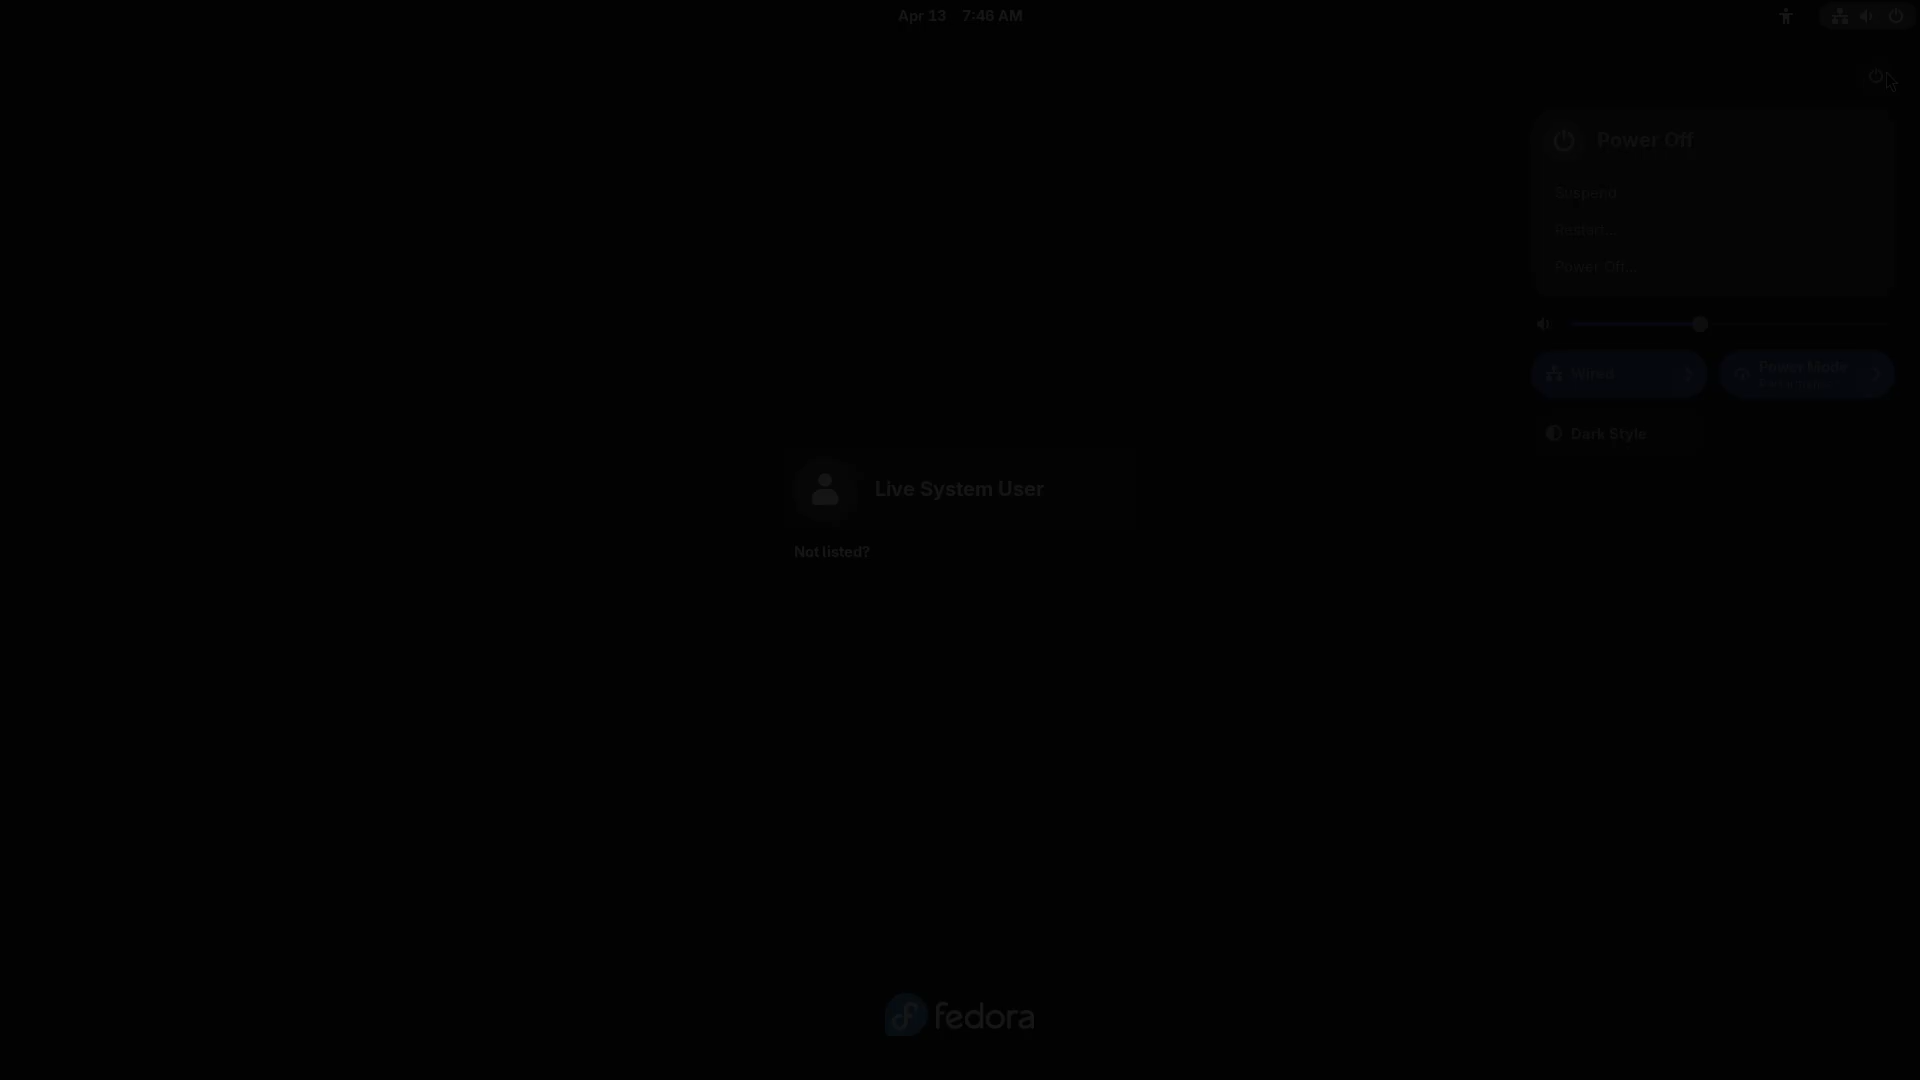 Apr 13 7:46 AM
Power Off
Suspend
Restart...
Power Off...
Wired
Power Mode
Dark Style
Live System User
Not listed?
fedora